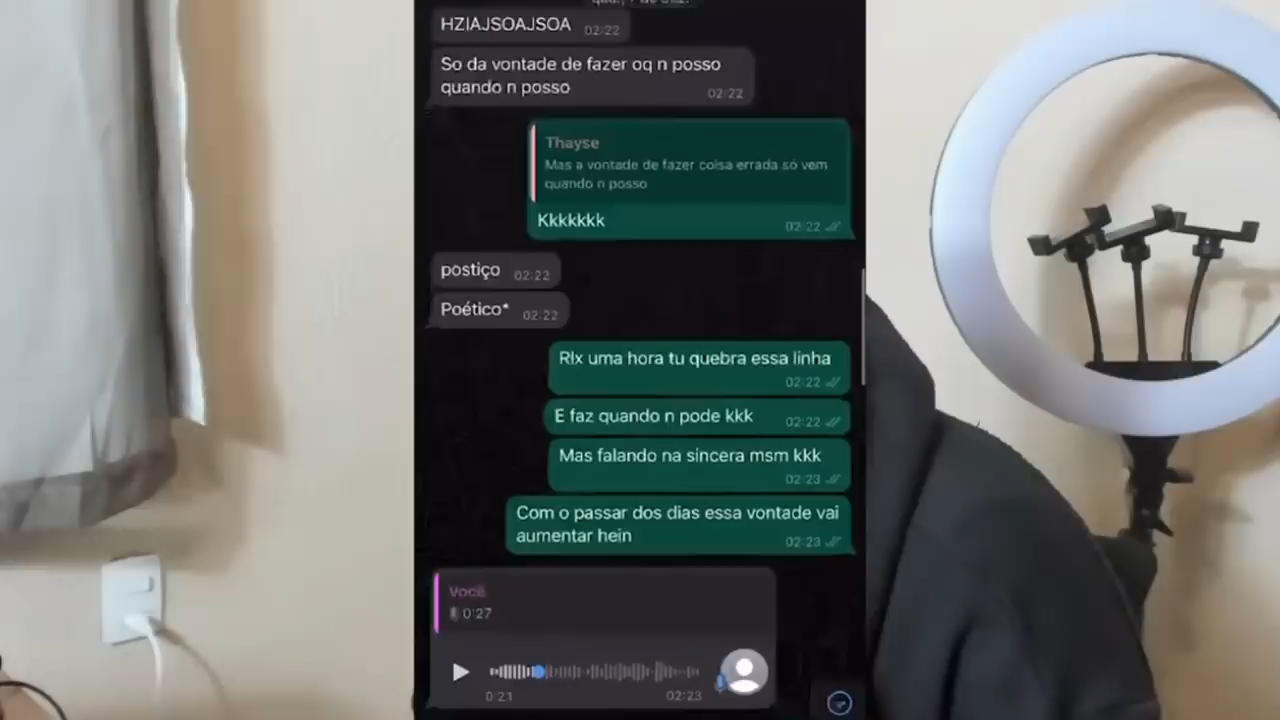 HZIAJSOAJSOA 02:22
So da vontade de fazer oq n posso
quando n posso 02:22
Thayse
Mas a vontade de fazer coisa errada só vem
quando n posso
Kkkkkkk 02:22
postiço 02:22
Poético* 02:22
Rlx uma hora tu quebra essa linha
02:22
E faz quando n pode kkk 02:22
Mas falando na sincera msm kkk
02:23
Com o passar dos dias essa vontade vai
aumentar hein 02:23
Você
0:27
0:21 02:23